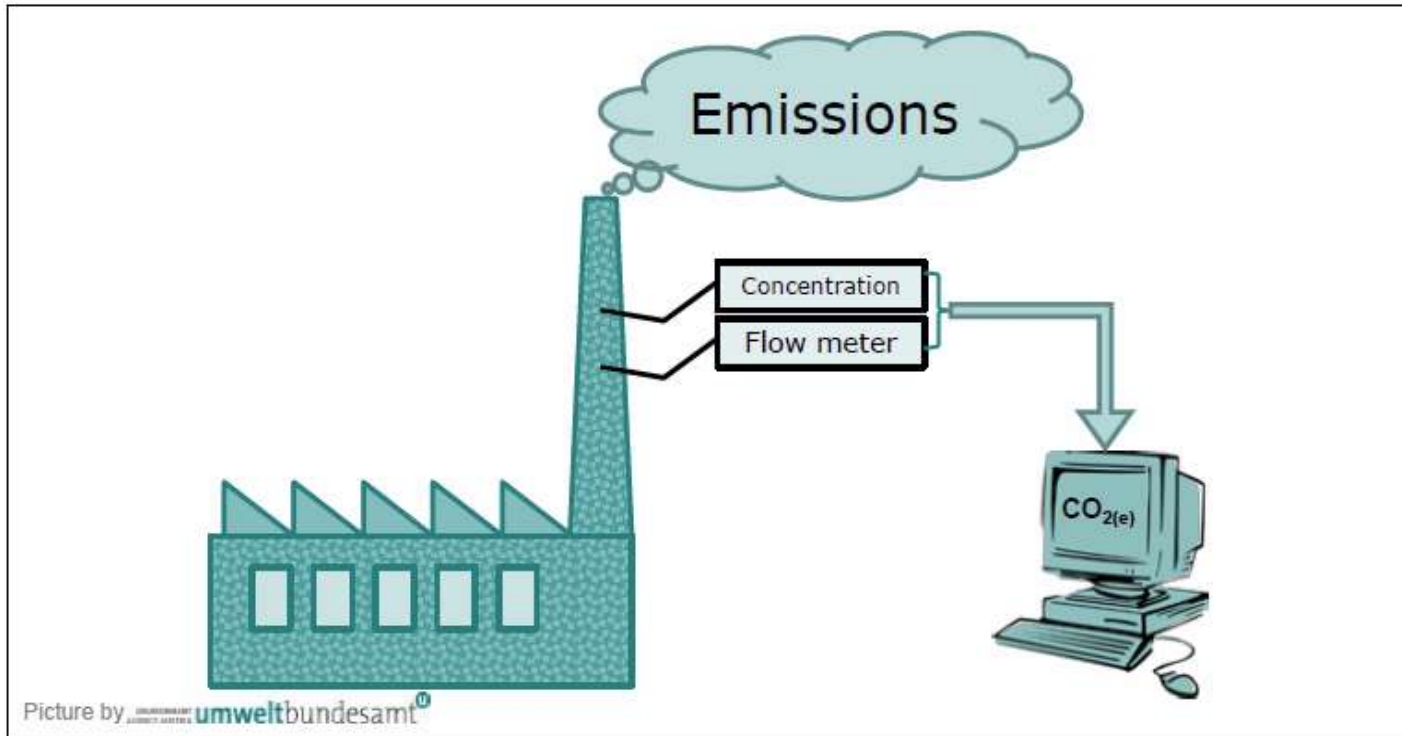 Emissions
Concentration
Flow meter
CO2(e)
Picture by umweltbundesamt